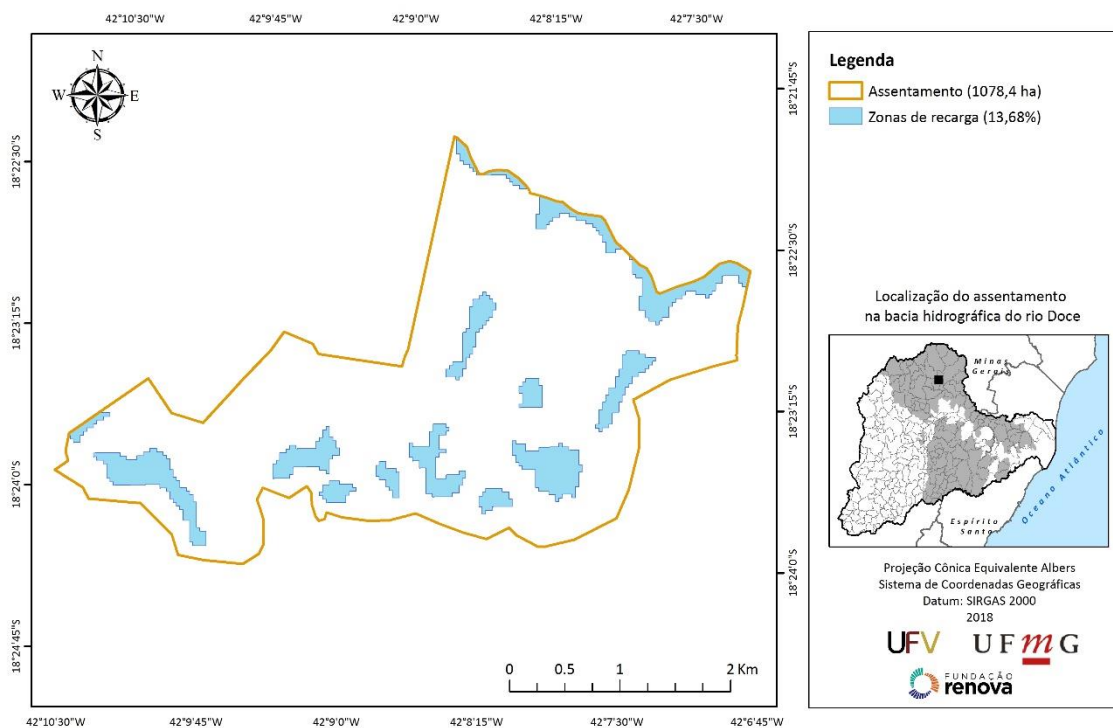 42°10'30"W 42°9'45"W 42°9'0"W 42°8'15"W 42°7'30"W
N
W E
S
18°22'30"S
18°23'15"S
18°24'0"S
18°24'45"S
18°21'45"S
18°22'30"S
18°23'15"S
18°24'0"S
0 0.5 1 2 Km
42°10'30"W 42°9'45"W 42°9'0"W 42°8'15"W 42°7'30"W 42°6'45"W
Legenda
Assentamento (1078,4 ha)
Zonas de recarga (13,68%)
Localização do assentamento
na bacia hidrográfica do rio Doce
Minas
Gerais
Oceano Atlântico
Espírito
Santo
Projeção Cônica Equivalente Albers
Sistema de Coordenadas Geográficas
Datum: SIRGAS 2000
2018
UFV UFmG
FUNDAÇÃO
renova